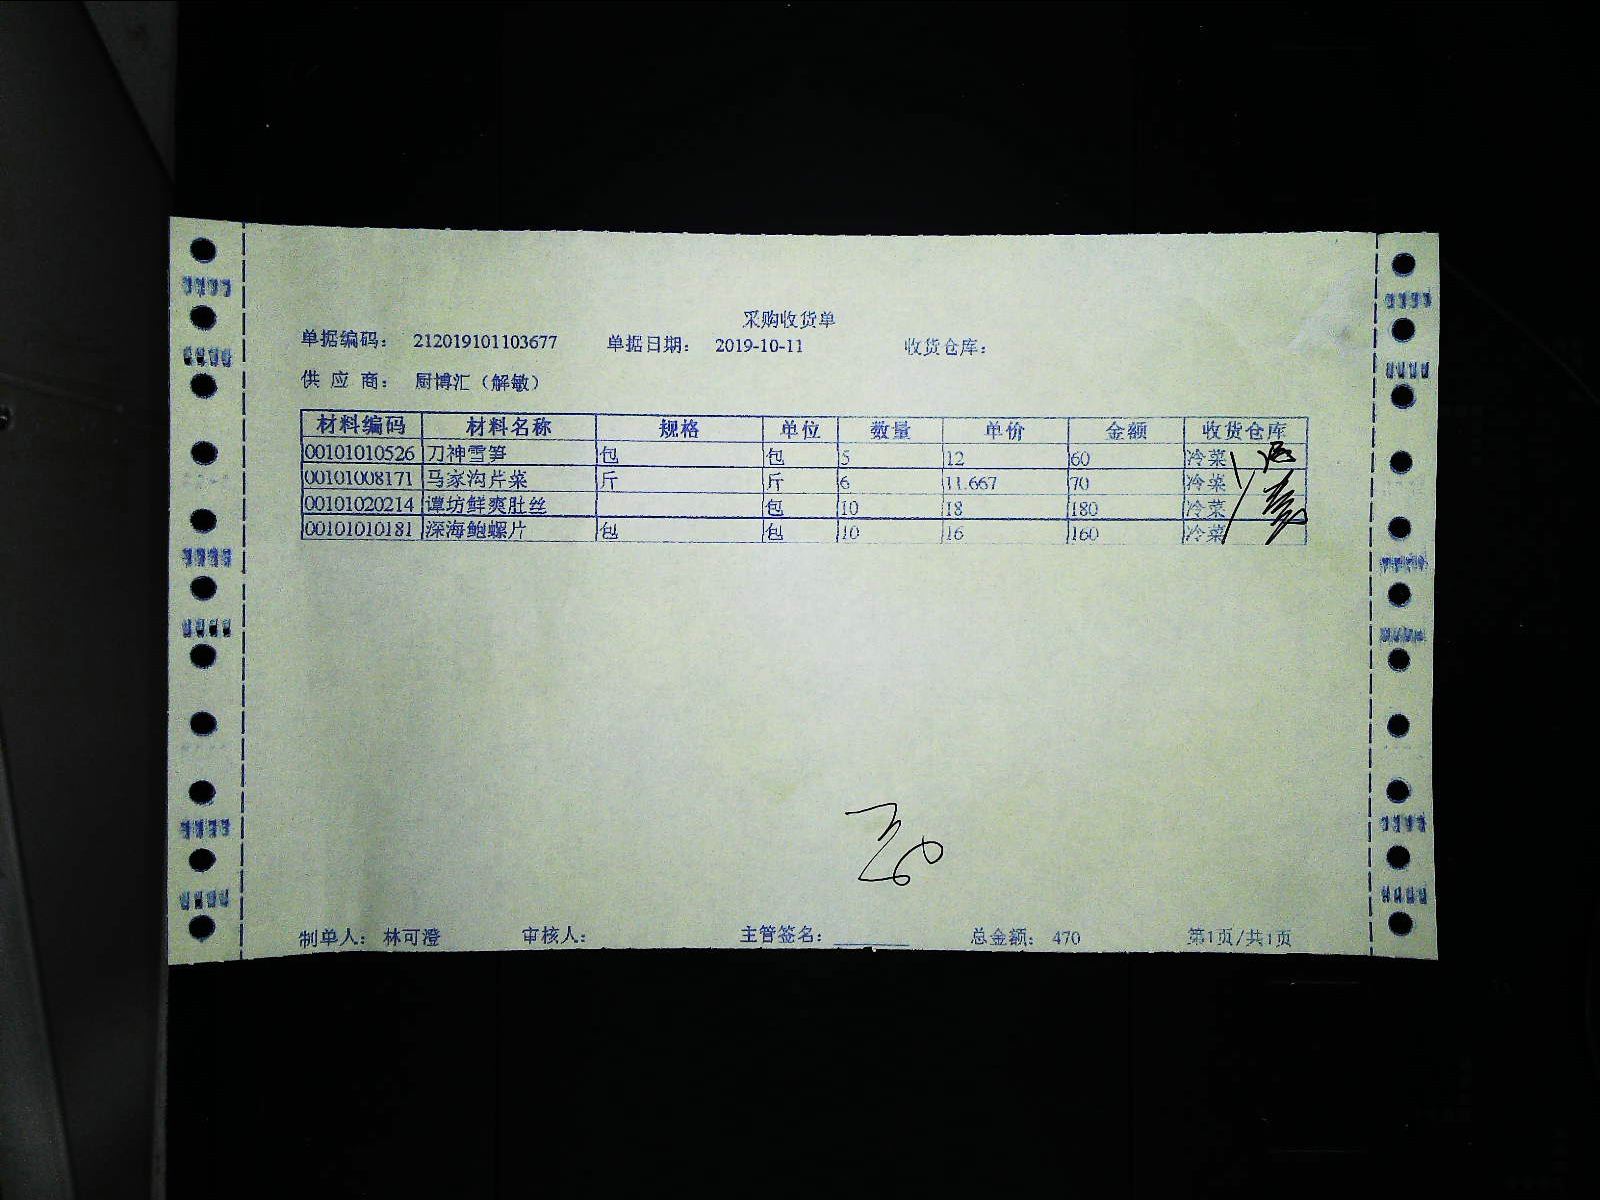 采购收货单
单据编码： 212019101103677 单据日期： 2019-10-11 收货仓库：
供 应 商： 厨博汇（解敏）
材料编码 材料名称 规格 单位 数量 单价 金额 收货仓库
00101010526 刀神雪笋 包 包 5 12 60 冷菜
00101008171 马家沟芹菜 斤 斤 6 11.667 70 冷菜
00101020214 谭坊鲜爽肚丝 包 10 18 180 冷菜
00101010181 深海鲍螺片 包 包 10 16 160 冷菜
制单人： 林可澄 审核人： 主管签名： 总金额： 470 第1页/共1页